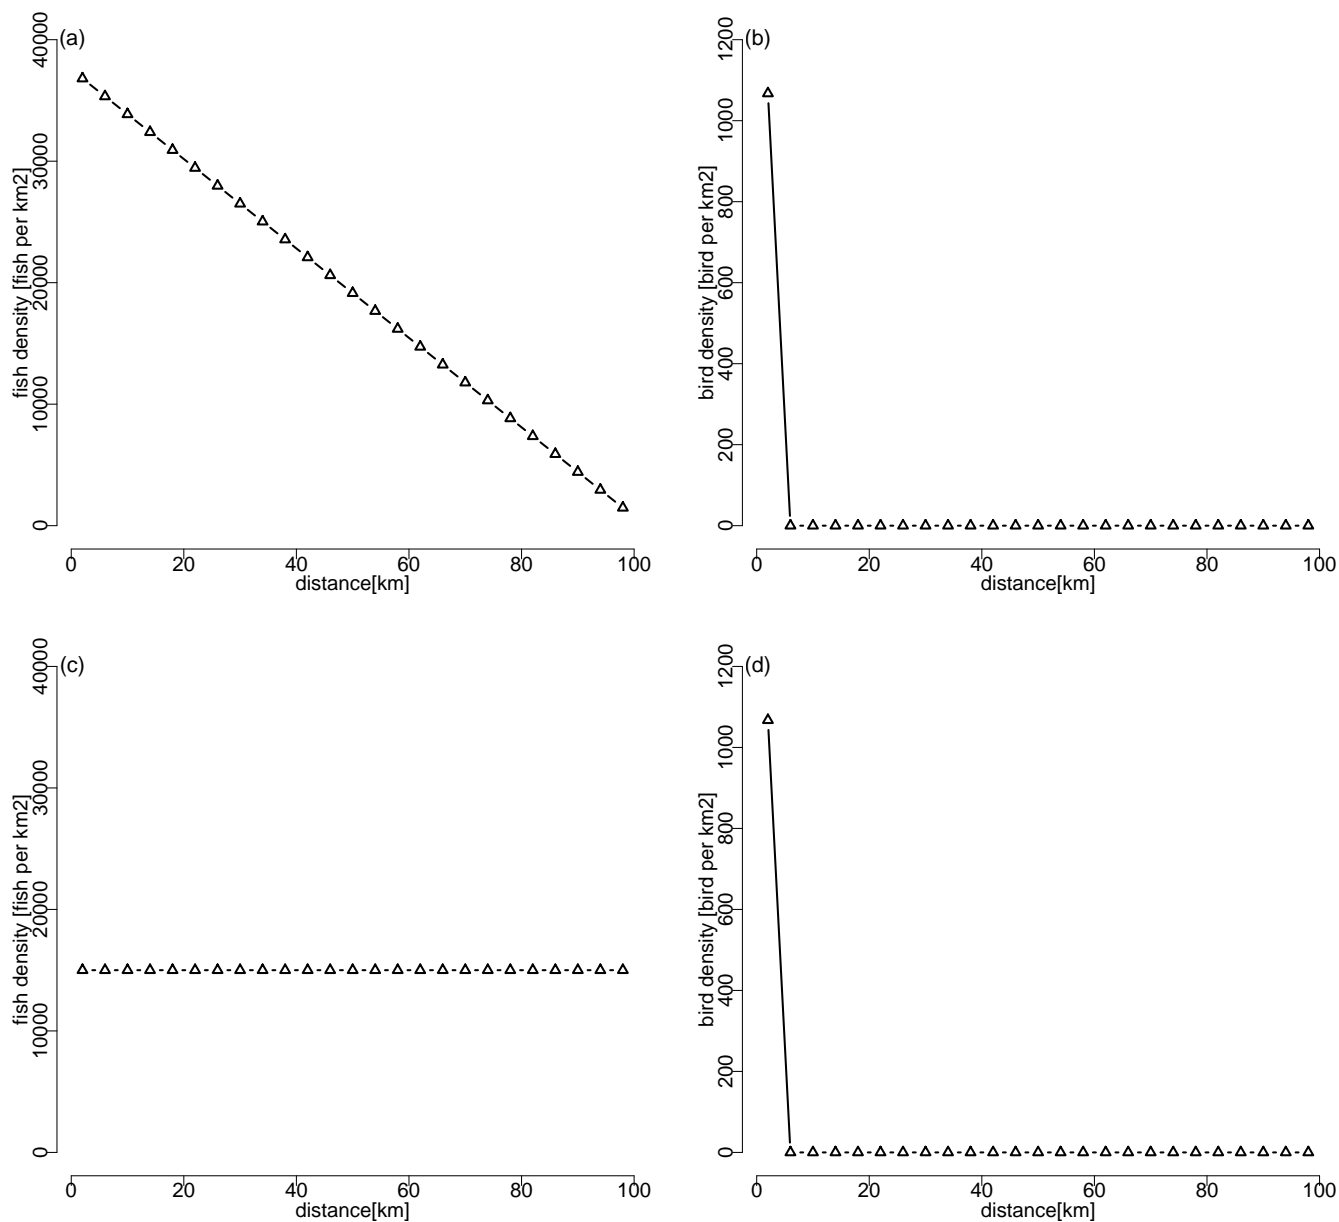 (a)
fish density [fish per km2]
0 10000 20000 30000 40000
0 20 40 60 80 100
distance[km]
(b)
bird density [bird per km2]
0 200 400 600 800 1000 1200
0 20 40 60 80 100
distance[km]
(c)
fish density [fish per km2]
0 10000 20000 30000 40000
0 20 40 60 80 100
distance[km]
(d)
bird density [bird per km2]
0 200 400 600 800 1000 1200
0 20 40 60 80 100
distance[km]